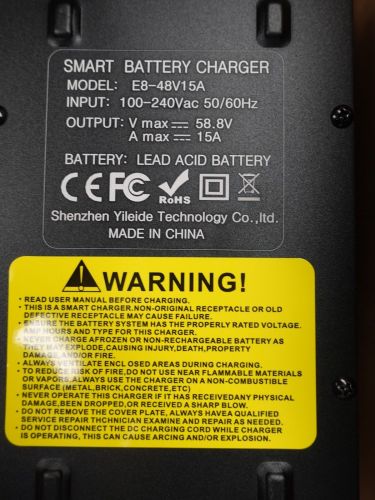 SMART BATTERY CHARGER
MODEL: E8-48V15A
INPUT: 100-240Vac 50/60Hz
OUTPUT: V max 58.8V
A max 15A
BATTERY: LEAD ACID BATTERY
CE FC RoHS
Shenzhen Yileide Technology Co.,ltd.
MADE IN CHINA
WARNING!
• READ USER MANUAL BEFORE CHARGING.
• THIS IS A SMART CHARGER.NON-ORIGINAL RECEPTACLE OR OLD
DEFECTIVE RECEPTACLE MAY CAUSE FAILURE.
• ENSURE THE BATTERY SYSTEM HAS THE PROPERLY RATED VOLTAGE.
AMP HOURS AND TYPE FOR THIS CHARGER.
• NEVER CHARGE AFROZEN OR NON-RECHARGEABLE BATTERY AS
THEY MAY EXPLODE,CAUSING INJURY,DEATH,PROPERTY
DAMAGE,AND/OR FIRE.
• ALWAYS VENTILATE ENCLOSED AREAS DURING CHARGING.
• TO REDUCE RISK OF FIRE,DO NOT USE NEAR FLAMMABLE MATERIALS
OR VAPORS.ALWAYS USE THE CHARGER ON A NON-COMBUSTIBLE
SURFACE(METAL,BRICK,CONCRETE,ETC)
• NEVER OPERATE THIS CHARGER IF IT HAS RECEIVEDANY PHYSICAL
DAMAGE,BEEN DROPPED,OR RECEIVED A SHARP BLOW.
• DO NOT REMOVE THE COVER PLATE, ALWAYS HAVEA QUALIFIED
SERVICE REPAIR THCHNICIAN EXAMINE AND REPAIR AS NEEDED.
• DO NOT DISCONNECT THE DC CHARGING CORD WHILE CHARGER
IS OPERATING, THIS CAN CAUSE ARCING AND/OR EXPLOSION.